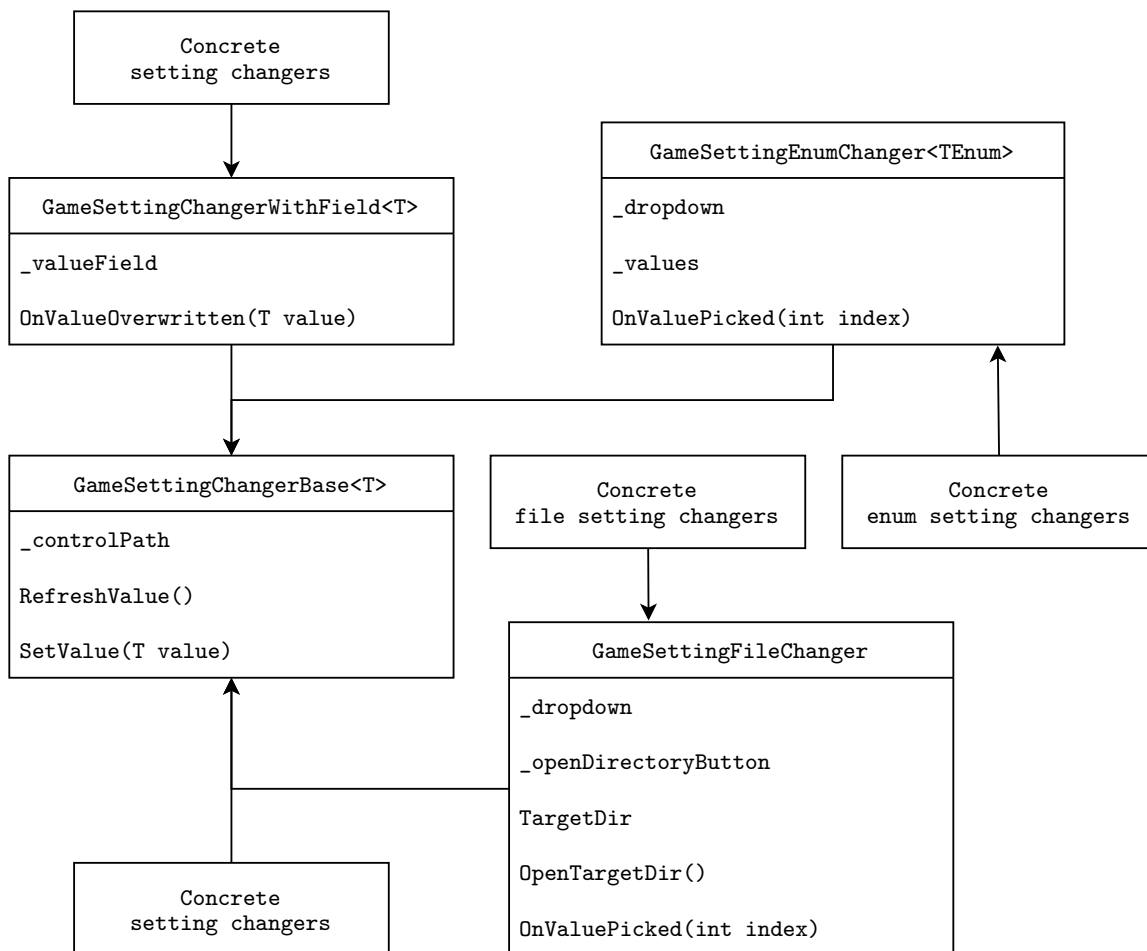 Concrete
setting changers
GameSettingChangerWithField<T>
_valueField
OnValueOverwritten(T value)
GameSettingEnumChanger<TEnum>
_dropdown
_values
OnValuePicked(int index)
GameSettingChangerBase<T>
_controlPath
RefreshValue()
SetValue(T value)
Concrete
file setting changers
Concrete
enum setting changers
GameSettingFileChanger
_dropdown
_openDirectoryButton
TargetDir
OpenTargetDir()
OnValuePicked(int index)
Concrete
setting changers